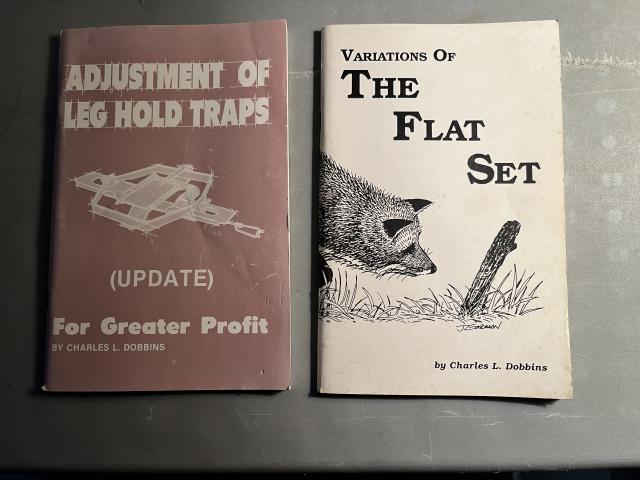 ADJUSTMENT OF
LEG HOLD TRAPS
(UPDATE)
For Greater Profit
BY CHARLES L. DOBBINS
VARIATIONS OF
THE
FLAT
SET
by Charles L. Dobbins